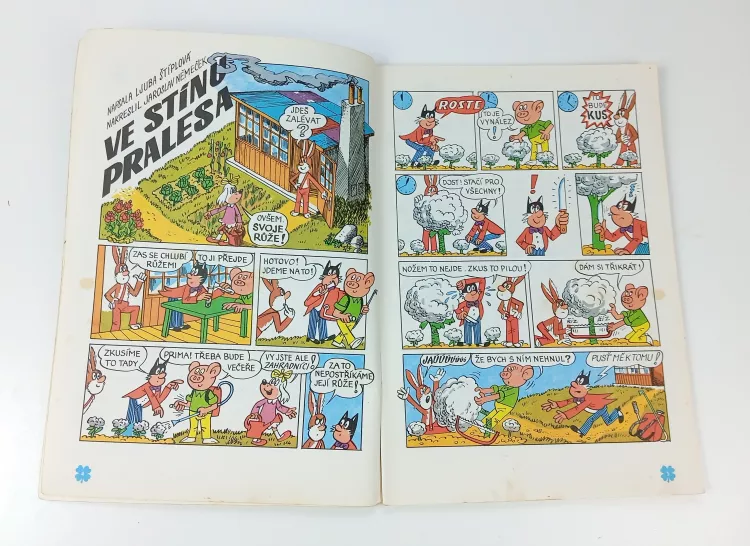 NAPSALA LJUBA ŠTÍPLOVÁ
NAKRESLIL JAROSLAV NĚMEČEK
VE STÍNU
PRALESA
JDEŠ
ZALÉVAT
?
OVŠEM.
SVOJE
RŮŽE!
ZAS SE CHLUBÍ
RŮŽEMI
TO JI PŘEJDE
HOTOVO!
JDEME NA TO!
ZKUSÍME
TO TADY
PRIMA! TŘEBA BUDE
VEČEŘE
VY JSTE ALE
ZAHRADNÍCI!
ZA TO
NEPOSTŘÍKÁME
JEJÍ RŮŽE!
ROSTE
TO JE
VYNÁLEZ!
TO
BUDE
KUS
DOST! STAČÍ PRO
VŠECHNY!
!
?
NOŽEM TO NEJDE. ZKUS TO PILOU!
DÁM SI TŘIKRÁT!
JAÚÚÚÚÚÚ
ŽE BYCH S NÍM NEHNUL?
PUSŤ MĚ K TOMU!